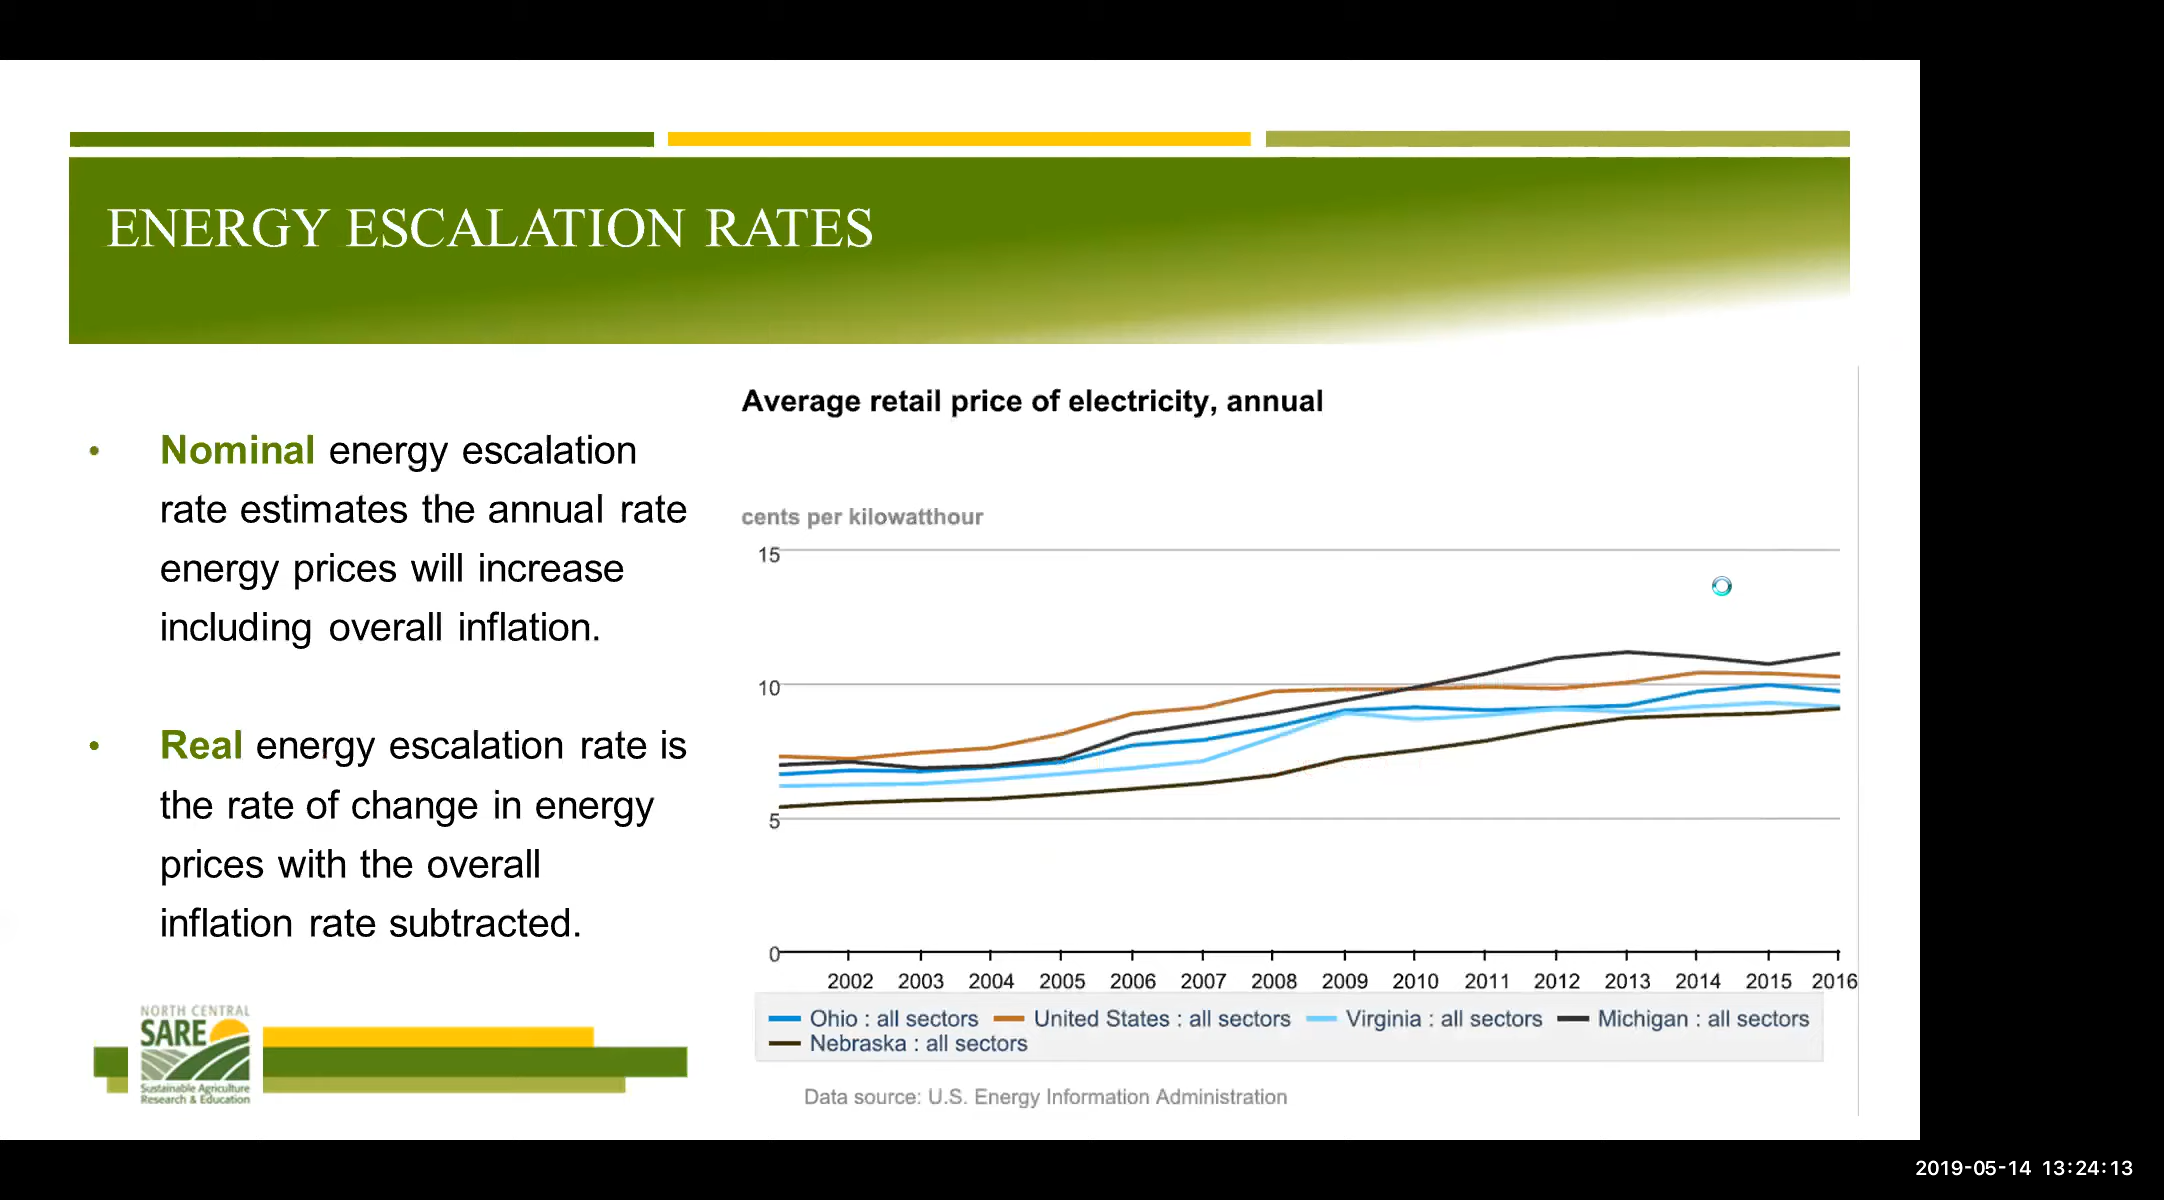 ENERGY ESCALATION RATES
• Nominal energy escalation
rate estimates the annual rate
energy prices will increase
including overall inflation.
• Real energy escalation rate is
the rate of change in energy
prices with the overall
inflation rate subtracted.
NORTH CENTRAL
SARE
Sustainable Agriculture
Research & Education
Average retail price of electricity, annual
cents per kilowatthour
15
10
5
0
2002 2003 2004 2005 2006 2007 2008 2009 2010 2011 2012 2013 2014 2015 2016
Ohio : all sectors United States : all sectors Virginia : all sectors Michigan : all sectors
Nebraska : all sectors
Data source: U.S. Energy Information Administration
2019-05-14 13:24:13